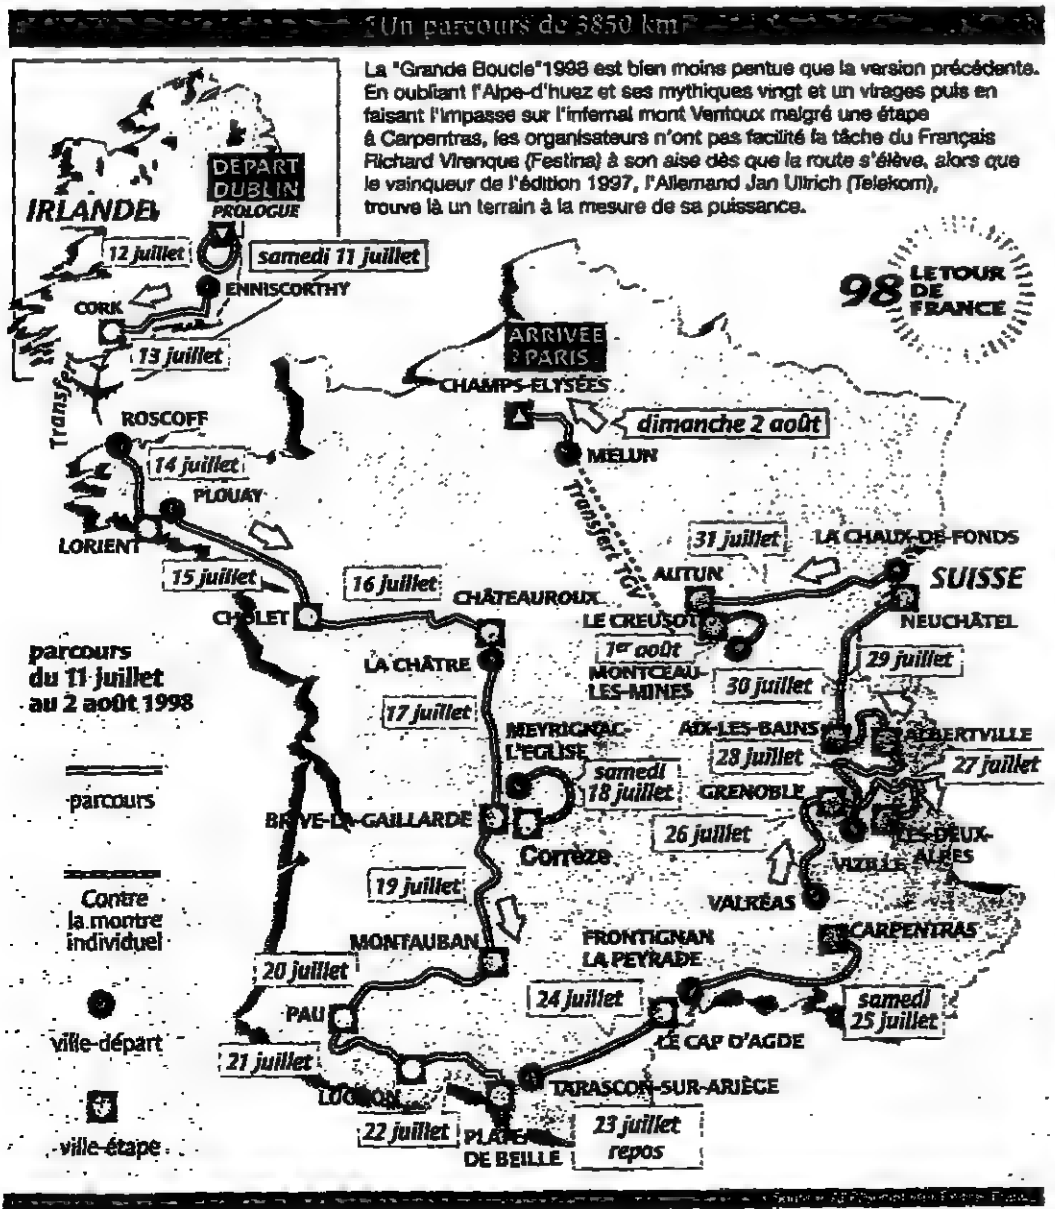 Un parcours de 3850 km
La "Grande Boucle"1998 est bien moins pentue que la version précédente.
En oubliant l'Alpe-d'huez et ses mythiques vingt et un virages puis en
faisant l'impasse sur l'infernal mont Ventoux malgré une étape
à Carpentras, les organisateurs n'ont pas facilité la tâche du Français
Richard Virenque (Festina) à son aise dès que la route s'élève, alors que
le vainqueur de l'édition 1997, l'Allemand Jan Ullrich (Telekom),
trouve là un terrain à la mesure de sa puissance.
DÉPART
DUBLIN
PROLOGUE
IRLANDE
12 juillet
samedi 11 juillet
ENNISCORTHY
CORK
13 juillet
Transfert
98 LE TOUR
DE
FRANCE
ARRIVÉE
PARIS
CHAMPS-ELYSÉES
dimanche 2 août
MELUN
Transfert TGV
ROSCOFF
14 juillet
PLOUAY
LORIENT
15 juillet
16 juillet
CHOLET
CHÂTEAUROUX
LA CHÂTRE
17 juillet
31 juillet
LA CHAUX-DE-FONDS
AUTUN
SUISSE
LE CREUSOT
NEUCHÂTEL
1er août
MONTCEAU-
LES-MINES
30 juillet
29 juillet
parcours
du 11 juillet
au 2 août 1998
MEYRIGNAC-
L'EGLISE
samedi
18 juillet
AIX-LES-BAINS
ALBERTVILLE
28 juillet
27 juillet
GRENOBLE
BRIVE-LA-GAILLARDE
Corrèze
26 juillet
VIZILLE
LES-DEUX-
ALPES
parcours
19 juillet
VALRÉAS
Contre
la montre
individuel
MONTAUBAN
FRONTIGNAN
LA PEYRADE
CARPENTRAS
20 juillet
24 juillet
samedi
25 juillet
PAU
LE CAP D'AGDE
ville-départ
21 juillet
LUCHON
TARASCON-SUR-ARIÈGE
22 juillet
PLATEAU
DE BEILLE
23 juillet
repos
ville-étape